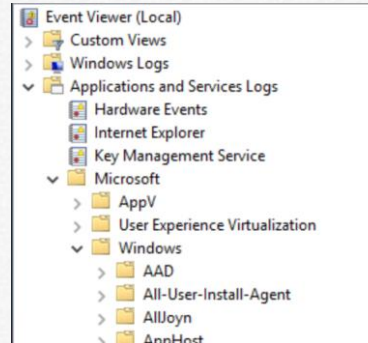 Event Viewer (Local)
Custom Views
Windows Logs
Applications and Services Logs
Hardware Events
Internet Explorer
Key Management Service
Microsoft
AppV
User Experience Virtualization
Windows
AAD
All-User-Install-Agent
AllJoyn
AppHost